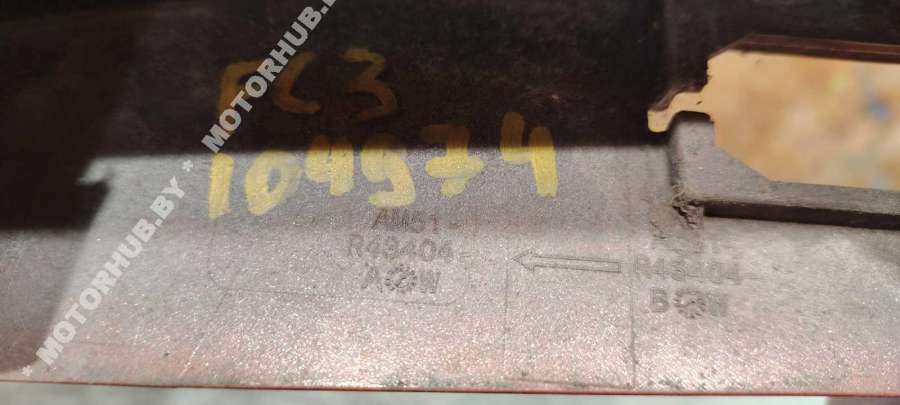 * MOTORHUB.BY * MOTORHUB.BY
FC3
104974
AM51-
R43404-
A W
R43404
B W